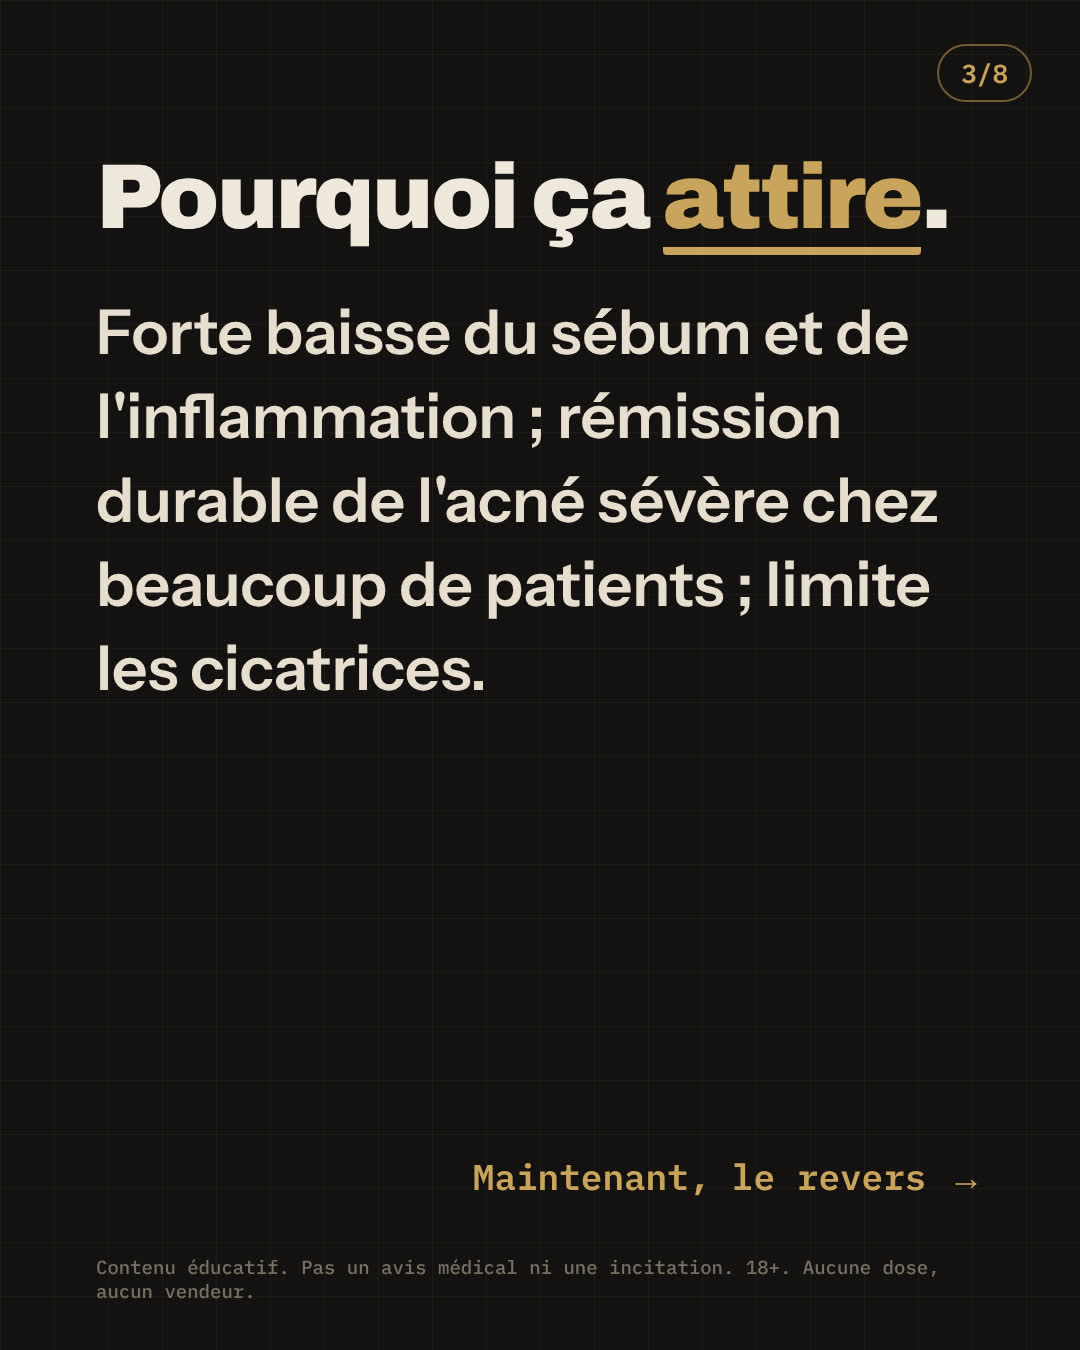 3/8
Pourquoi ça attire.
Forte baisse du sébum et de
l'inflammation ; rémission
durable de l'acné sévère chez
beaucoup de patients ; limite
les cicatrices.
Maintenant, le revers →
Contenu éducatif. Pas un avis médical ni une incitation. 18+. Aucune dose,
aucun vendeur.